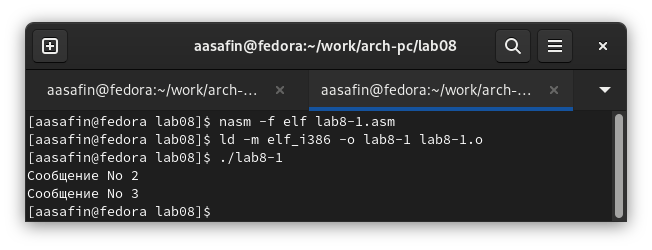 aasafin@fedora:~/work/arch-pc/lab08
aasafin@fedora:~/work/arch-... × aasafin@fedora:~/work/arch-... ×
[aasafin@fedora lab08]$ nasm -f elf lab8-1.asm
[aasafin@fedora lab08]$ ld -m elf_i386 -o lab8-1 lab8-1.o
[aasafin@fedora lab08]$ ./lab8-1
Сообщение No 2
Сообщение No 3
[aasafin@fedora lab08]$